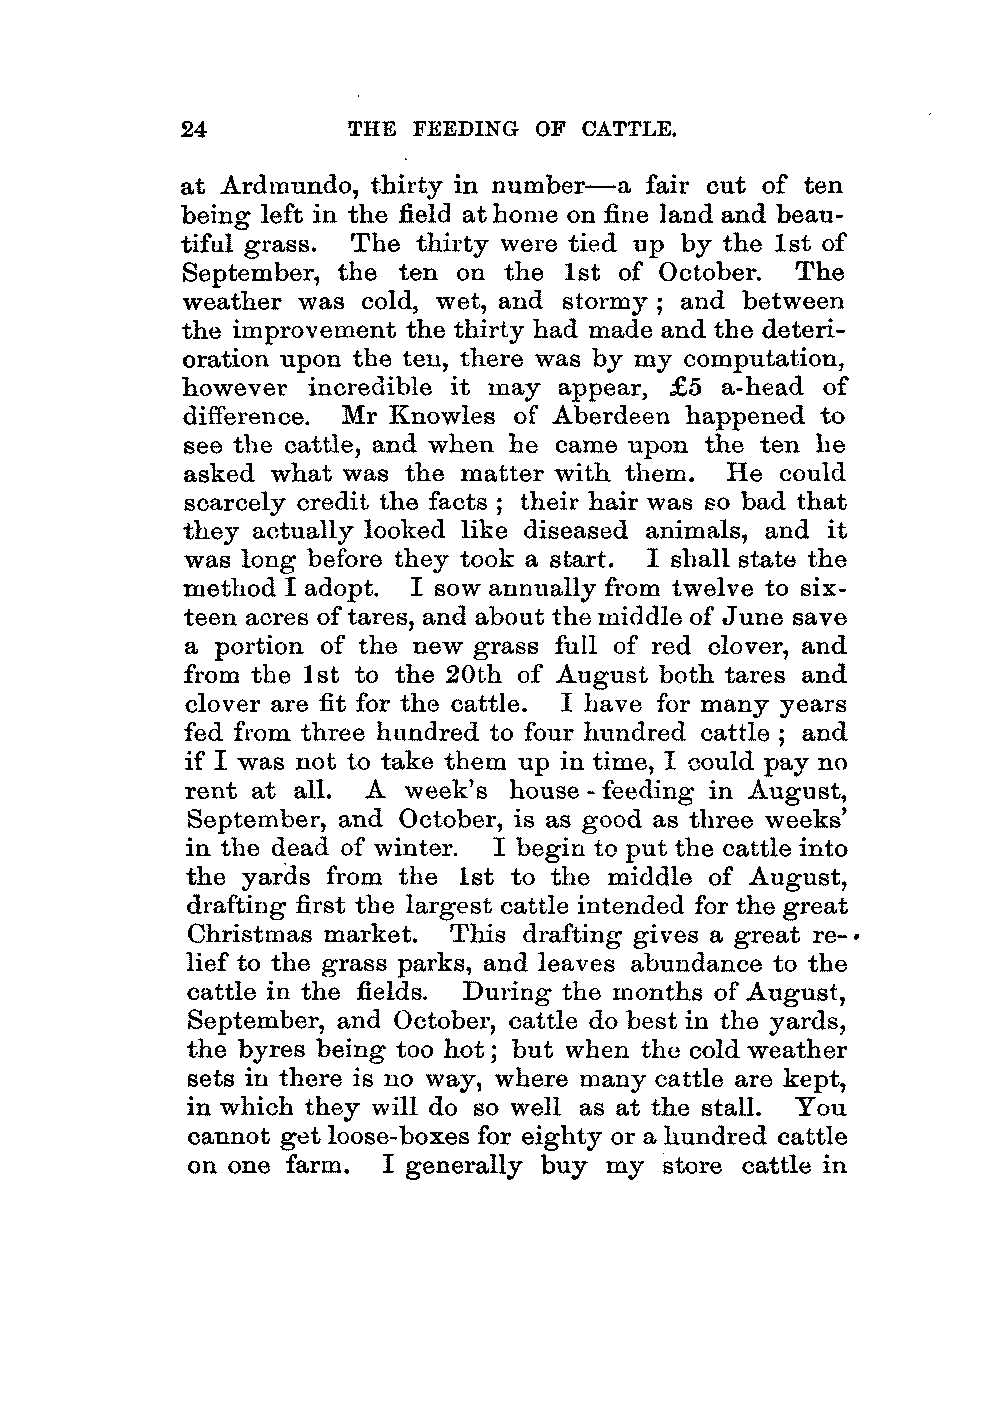 24 THE FEEDING OF CATTLE.
at Ardmundo, thirty in number—a fair cut of ten
being left in the field at home on fine land and beau-
tiful grass. The thirty were tied up by the 1st of
September, the ten on the 1st of October. The
weather was cold, wet, and stormy ; and between
the improvement the thirty had made and the deteri-
oration upon the ten, there was by my computation,
however incredible it may appear, £5 a-head of
difference. Mr Knowles of Aberdeen happened to
see the cattle, and when he came upon the ten he
asked what was the matter with them. He could
scarcely credit the facts ; their hair was so bad that
they actually looked like diseased animals, and it
was long before they took a start. I shall state the
method I adopt. I sow annually from twelve to six-
teen acres of tares, and about the middle of June save
a portion of the new grass full of red clover, and
from the 1st to the 20th of August both tares and
clover are fit for the cattle. I have for many years
fed from three hundred to four hundred cattle ; and
if I was not to take them up in time, I could pay no
rent at all. A week's house-feeding in August,
September, and October, is as good as three weeks'
in the dead of winter. I begin to put the cattle into
the yards from the 1st to the middle of August,
drafting first the largest cattle intended for the great
Christmas market. This drafting gives a great re-
lief to the grass parks, and leaves abundance to the
cattle in the fields. During the months of August,
September, and October, cattle do best in the yards,
the byres being too hot ; but when the cold weather
sets in there is no way, where many cattle are kept,
in which they will do so well as at the stall. You
cannot get loose-boxes for eighty or a hundred cattle
on one farm. I generally buy my store cattle in